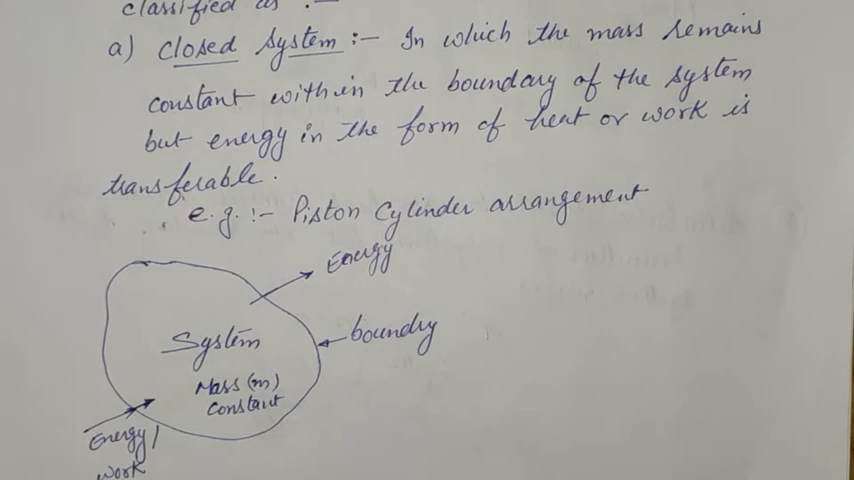 classified as :-
a) Closed System :- In which the mass remains
constant within the boundary of the system
but energy in the form of heat or work is
transferable.
e.g. :- Piston Cylinder arrangement
Energy
System
boundry
Mass (m)
Constant
Energy/
work